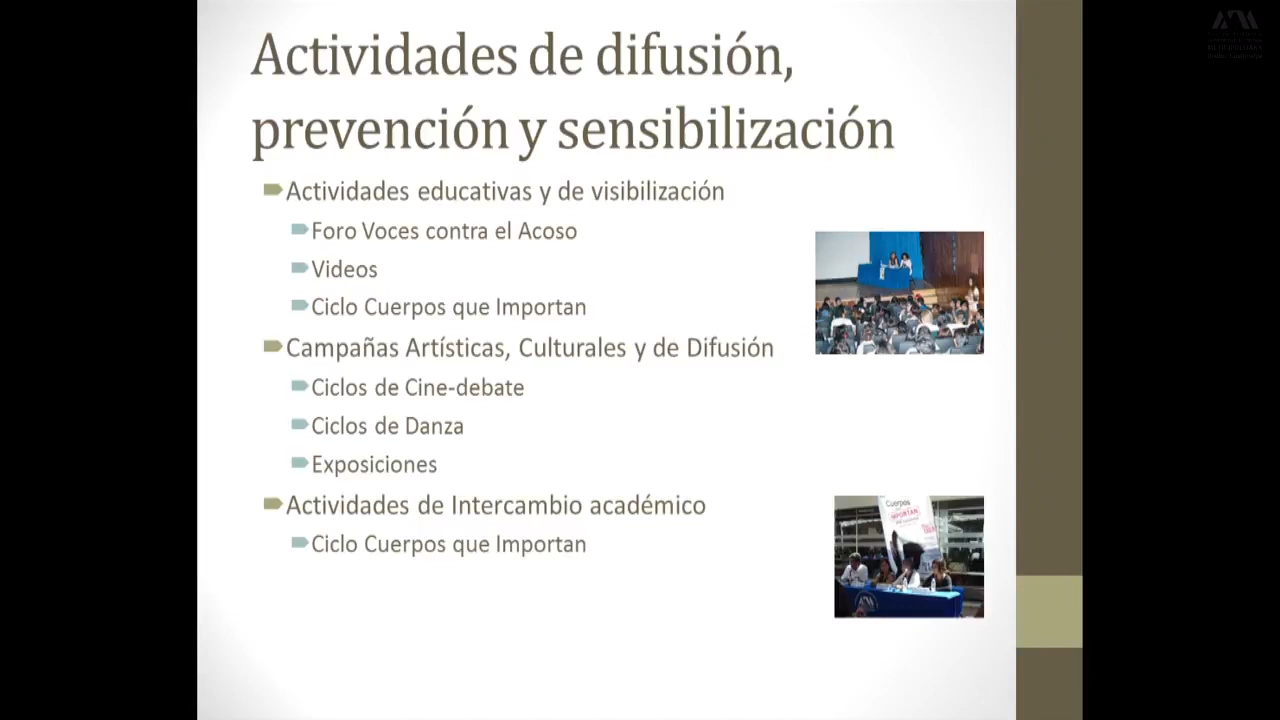 Actividades de difusión,
prevención y sensibilización
Actividades educativas y de visibilización
Foro Voces contra el Acoso
Videos
Ciclo Cuerpos que Importan
Campañas Artísticas, Culturales y de Difusión
Ciclos de Cine-debate
Ciclos de Danza
Exposiciones
Actividades de Intercambio académico
Ciclo Cuerpos que Importan
Cuerpos
IMPORTAN